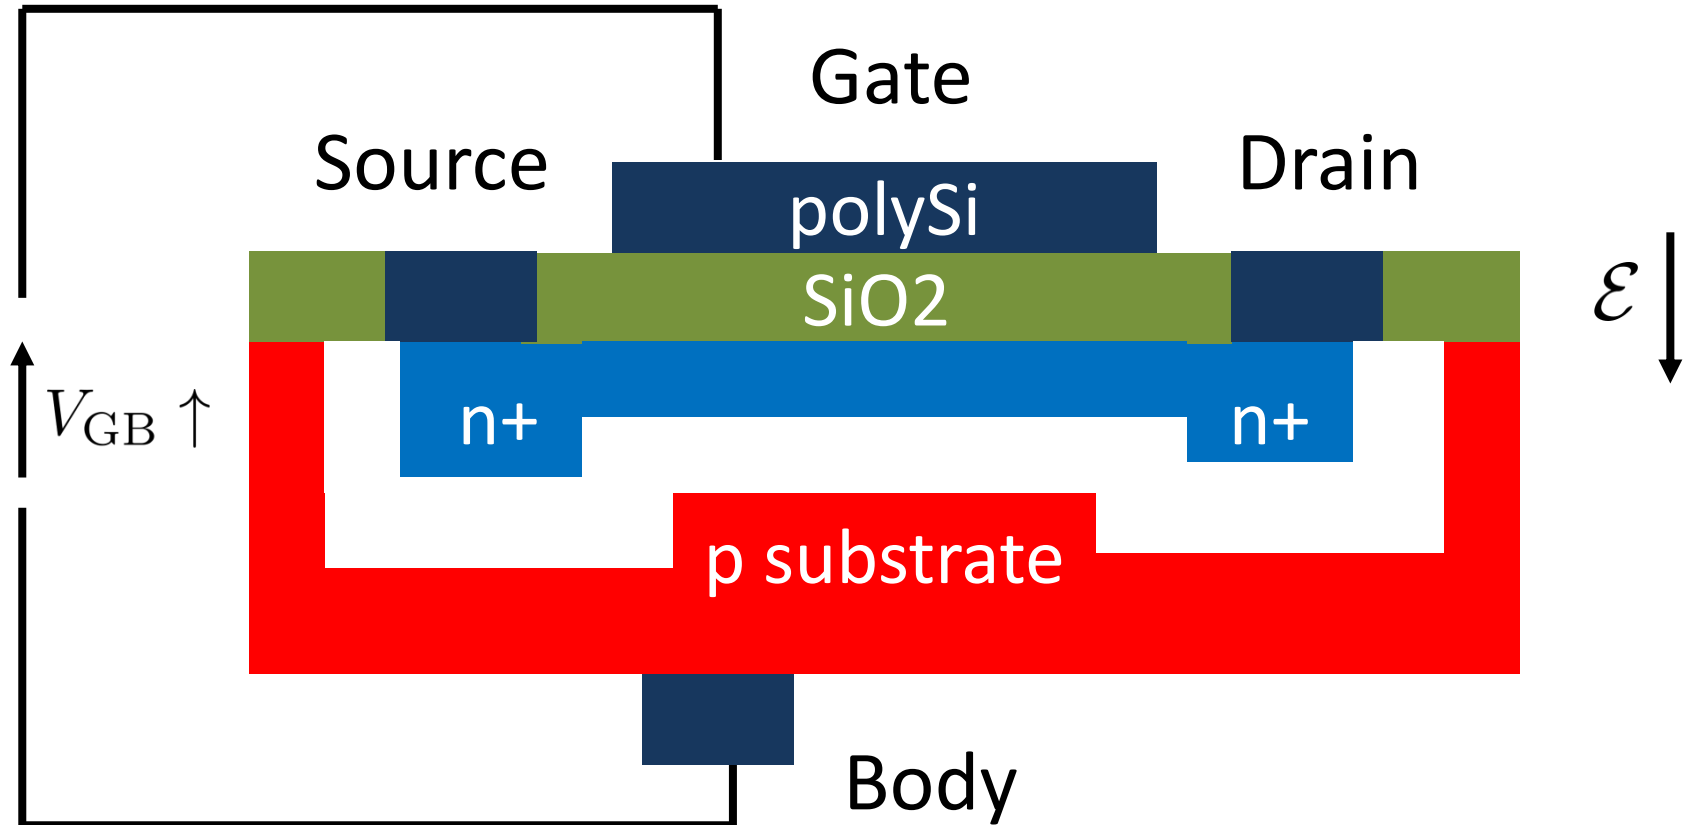 Gate
Source
Drain
polySi
SiO2
ℰ
V_GB ↑
n+
n+
p substrate
Body